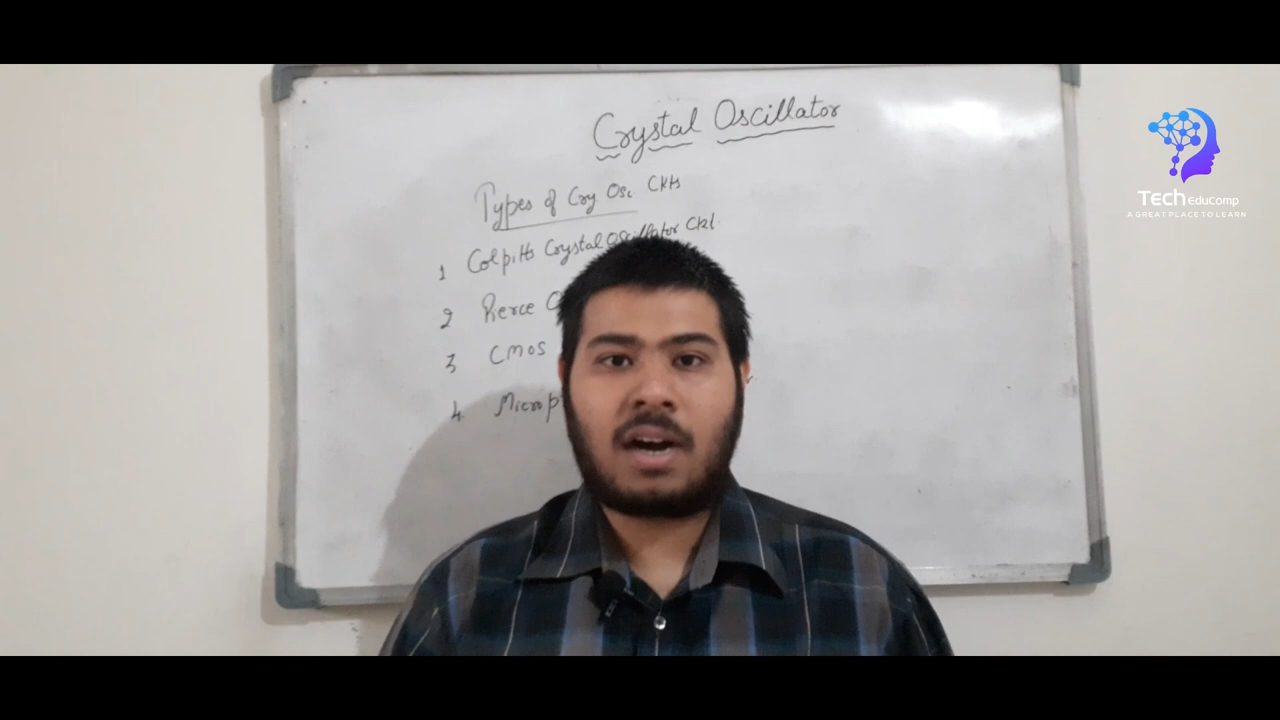 Crystal Oscillator
Types of Cry Osc Ckts
1 Colpitts Crystal Oscillator Ckt.
2 Pierce
3 CMOS
4.
Tech Educomp
A GREAT PLACE TO LEARN